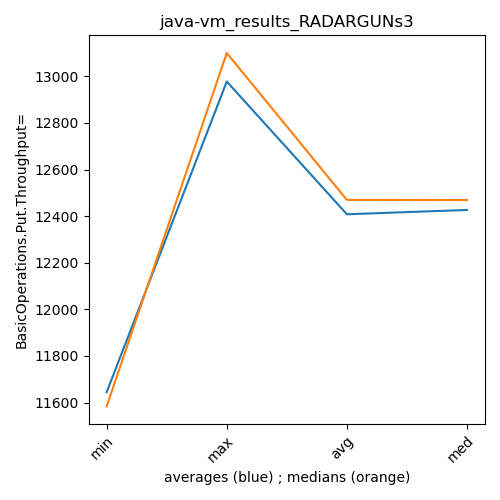 java-vm_results_RADARGUNs3
BasicOperations.Put.Throughput=
13000
12800
12600
12400
12200
12000
11800
11600
min
max
avg
med
averages (blue) ; medians (orange)